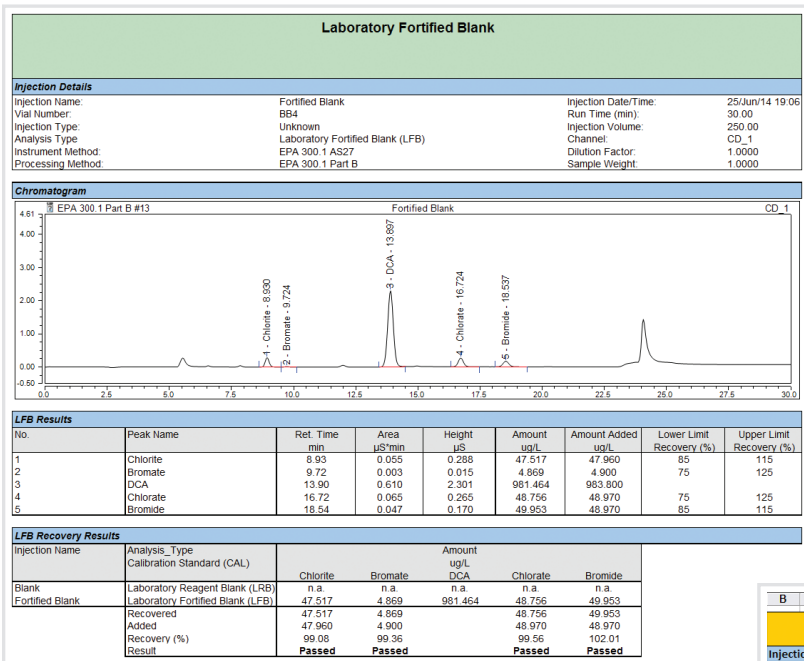 Laboratory Fortified Blank
Injection Details
Injection Name: Fortified Blank Injection Date/Time: 25/Jun/14 19:06
Vial Number: BB4 Run Time (min): 30.00
Injection Type: Unknown Injection Volume: 250.00
Analysis Type Laboratory Fortified Blank (LFB) Channel: CD_1
Instrument Method: EPA 300.1 AS27 Dilution Factor: 1.0000
Processing Method: EPA 300.1 Part B Sample Weight: 1.0000
Chromatogram
EPA 300.1 Part B #13 Fortified Blank CD_1
4.61
4.00
3.00
2.00
1.00
0.00
-0.50
1 - Chlorite - 8.930
2 - Bromate - 9.724
3 - DCA - 13.897
4 - Chlorate - 16.724
5 - Bromide - 18.537
0.0 2.5 5.0 7.5 10.0 12.5 15.0 17.5 20.0 22.5 25.0 27.5 30.0
LFB Results
No. Peak Name Ret. Time Area Height Amount Amount Added Lower Limit Upper Limit
min µS*min µS ug/L ug/L Recovery (%) Recovery (%)
1 Chlorite 8.93 0.055 0.288 47.517 47.960 85 115
2 Bromate 9.72 0.003 0.015 4.869 4.900 75 125
3 DCA 13.90 0.610 2.301 981.464 983.800
4 Chlorate 16.72 0.065 0.265 48.756 48.970 75 125
5 Bromide 18.54 0.047 0.170 49.953 48.970 85 115
LFB Recovery Results
Injection Name Analysis_Type Amount
Calibration Standard (CAL) ug/L
Chlorite Bromate DCA Chlorate Bromide
Blank Laboratory Reagent Blank (LRB) n.a. n.a. n.a. n.a. n.a.
Fortified Blank Laboratory Fortified Blank (LFB) 47.517 4.869 981.464 48.756 49.953
Recovered 47.517 4.869 48.756 49.953
Added 47.960 4.900 48.970 48.970
Recovery (%) 99.08 99.36 99.56 102.01
Result Passed Passed Passed Passed
B